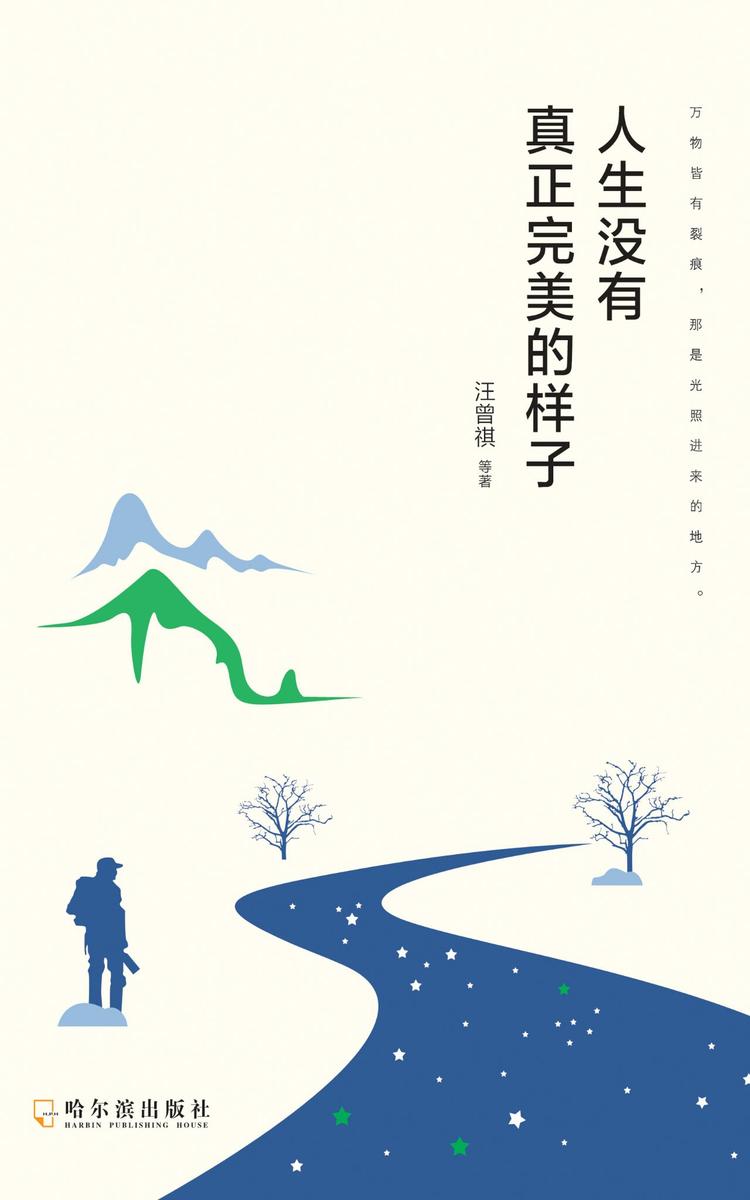 万物皆有裂痕，那是光照进来的地方。
人生没有
真正完美的样子
汪曾祺 等著
H.P.H
哈尔滨出版社
HARBIN PUBLISHING HOUSE